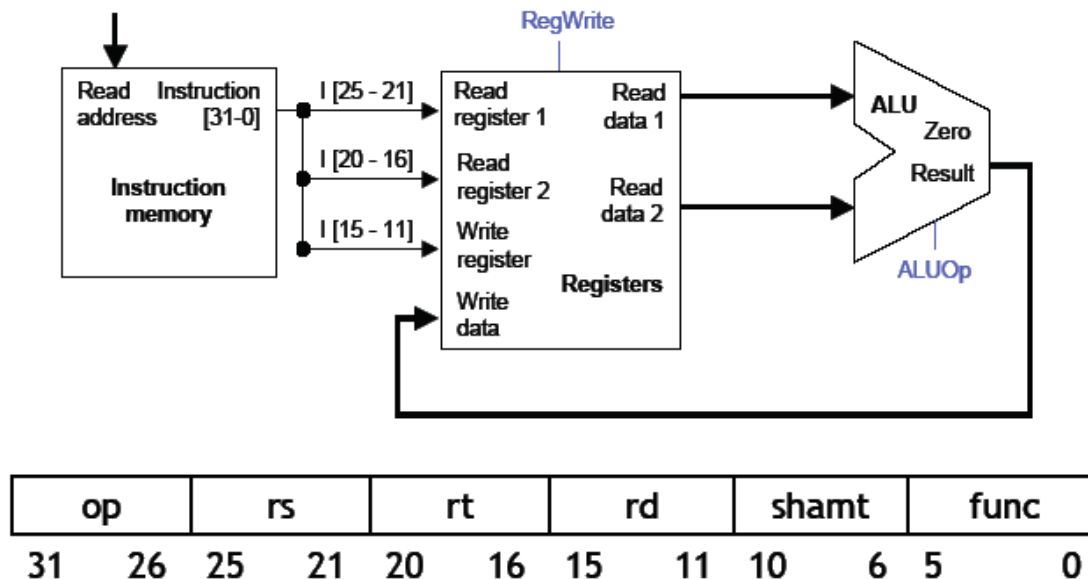 RegWrite
Read Instruction
address [31-0]
Instruction
memory
I [25 - 21]
I [20 - 16]
I [15 - 11]
Read
register 1
Read
data 1
Read
register 2
Read
data 2
Write
register
Registers
Write
data
ALU
Zero
Result
ALUOp
op rs rt rd shamt func
31 26 25 21 20 16 15 11 10 6 5 0